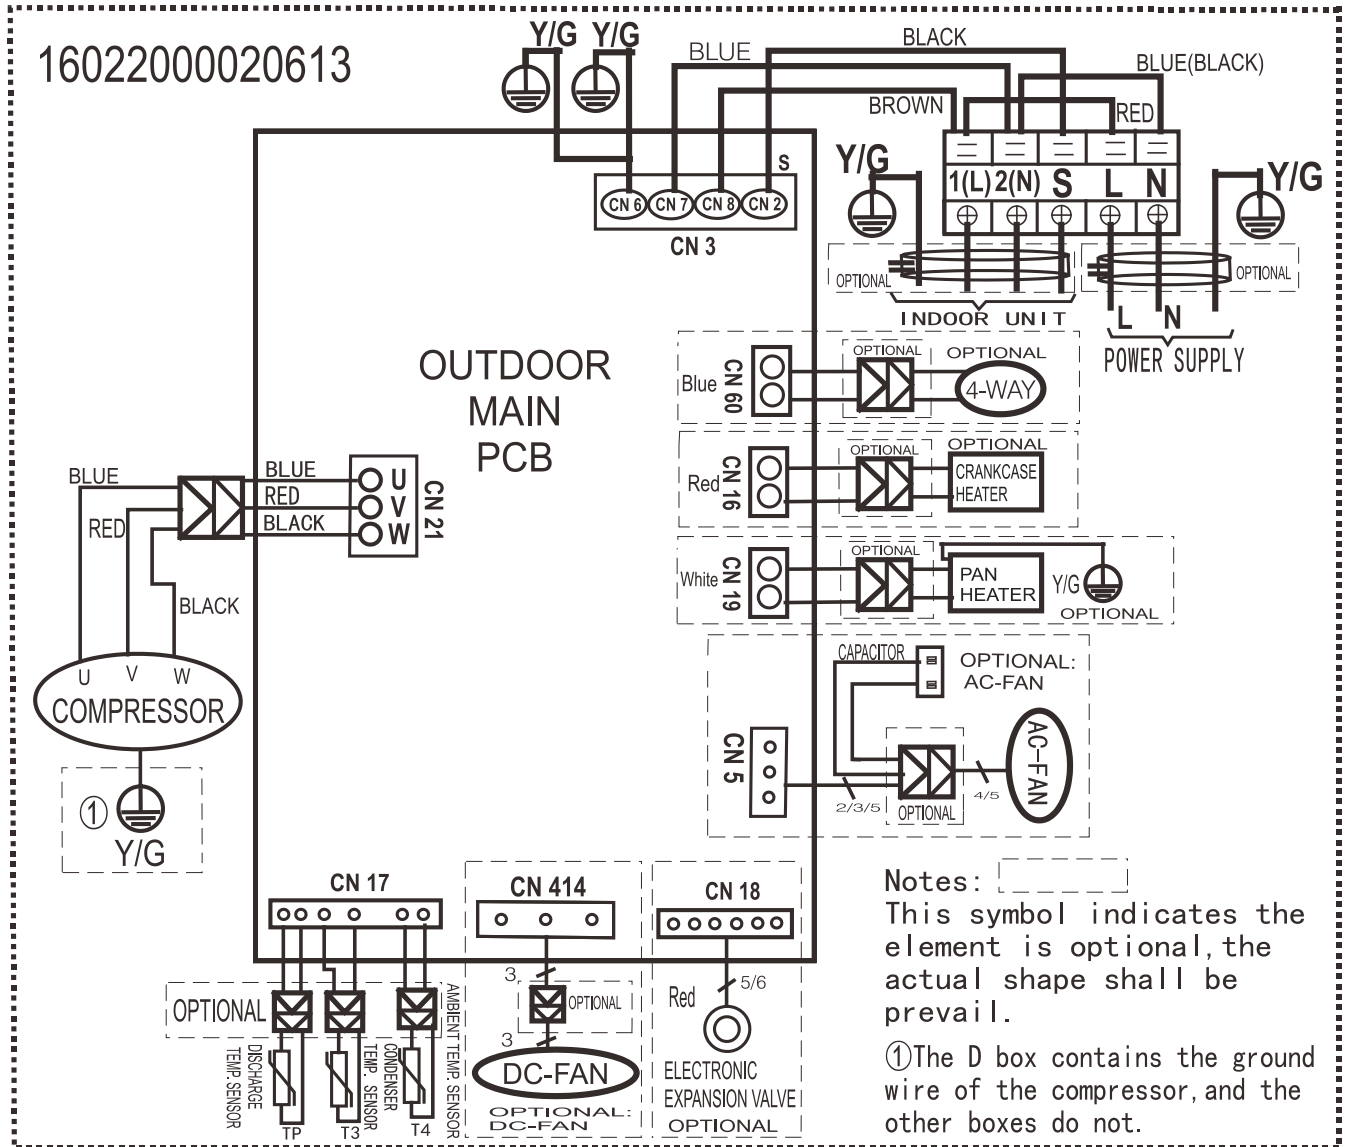 16022000020613
Y/G Y/G
BLUE
BLACK
BLUE(BLACK)
BROWN
RED
Y/G
1(L) 2(N) S L N
Y/G
S
CN 6 CN 7 CN 8 CN 2
CN 3
OPTIONAL
OPTIONAL
INDOOR UNIT
L N
POWER SUPPLY
OUTDOOR
MAIN
PCB
Blue
CN 60
OPTIONAL
OPTIONAL
4-WAY
Red
CN 16
OPTIONAL
OPTIONAL
CRANKCASE
HEATER
White
CN 19
OPTIONAL
PAN
HEATER
Y/G
OPTIONAL
BLUE
RED
BLACK
BLUE
RED
BLACK
U
V
W
CN 21
U V W
COMPRESSOR
①
Y/G
CAPACITOR
OPTIONAL:
AC-FAN
CN 5
2/3/5
OPTIONAL
4/5
AC-FAN
CN 17
OPTIONAL
DISCHARGE
TEMP.SENSOR
TP
CONDENSER
TEMP. SENSOR
T3
AMBIENT TEMP. SENSOR
T4
CN 414
3
OPTIONAL
3
DC-FAN
OPTIONAL:
DC-FAN
CN 18
Red
5/6
ELECTRONIC
EXPANSION VALVE
OPTIONAL
Notes:
This symbol indicates the
element is optional,the
actual shape shall be
prevail.
①The D box contains the ground
wire of the compressor,and the
other boxes do not.